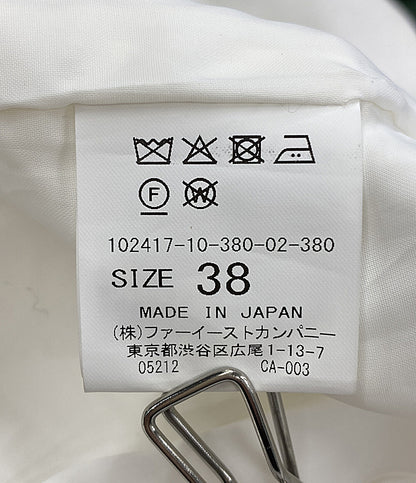 F W
102417-10-380-02-380
SIZE 38
MADE IN JAPAN
(株)ファーイーストカンパニー
東京都渋谷区広尾1-13-7
05212 CA-003